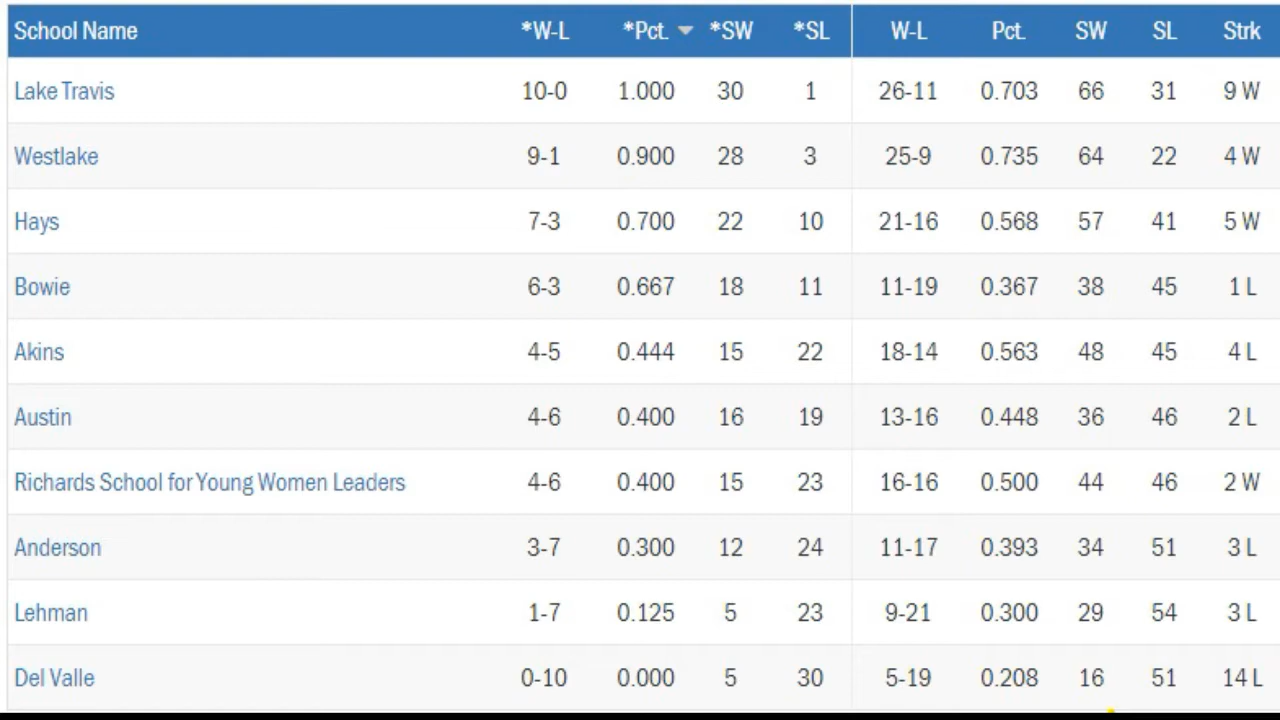 School Name *W-L *Pct. *SW *SL W-L Pct. SW SL Strk
Lake Travis 10-0 1.000 30 1 26-11 0.703 66 31 9 W
Westlake 9-1 0.900 28 3 25-9 0.735 64 22 4 W
Hays 7-3 0.700 22 10 21-16 0.568 57 41 5 W
Bowie 6-3 0.667 18 11 11-19 0.367 38 45 1 L
Akins 4-5 0.444 15 22 18-14 0.563 48 45 4 L
Austin 4-6 0.400 16 19 13-16 0.448 36 46 2 L
Richards School for Young Women Leaders 4-6 0.400 15 23 16-16 0.500 44 46 2 W
Anderson 3-7 0.300 12 24 11-17 0.393 34 51 3 L
Lehman 1-7 0.125 5 23 9-21 0.300 29 54 3 L
Del Valle 0-10 0.000 5 30 5-19 0.208 16 51 14 L